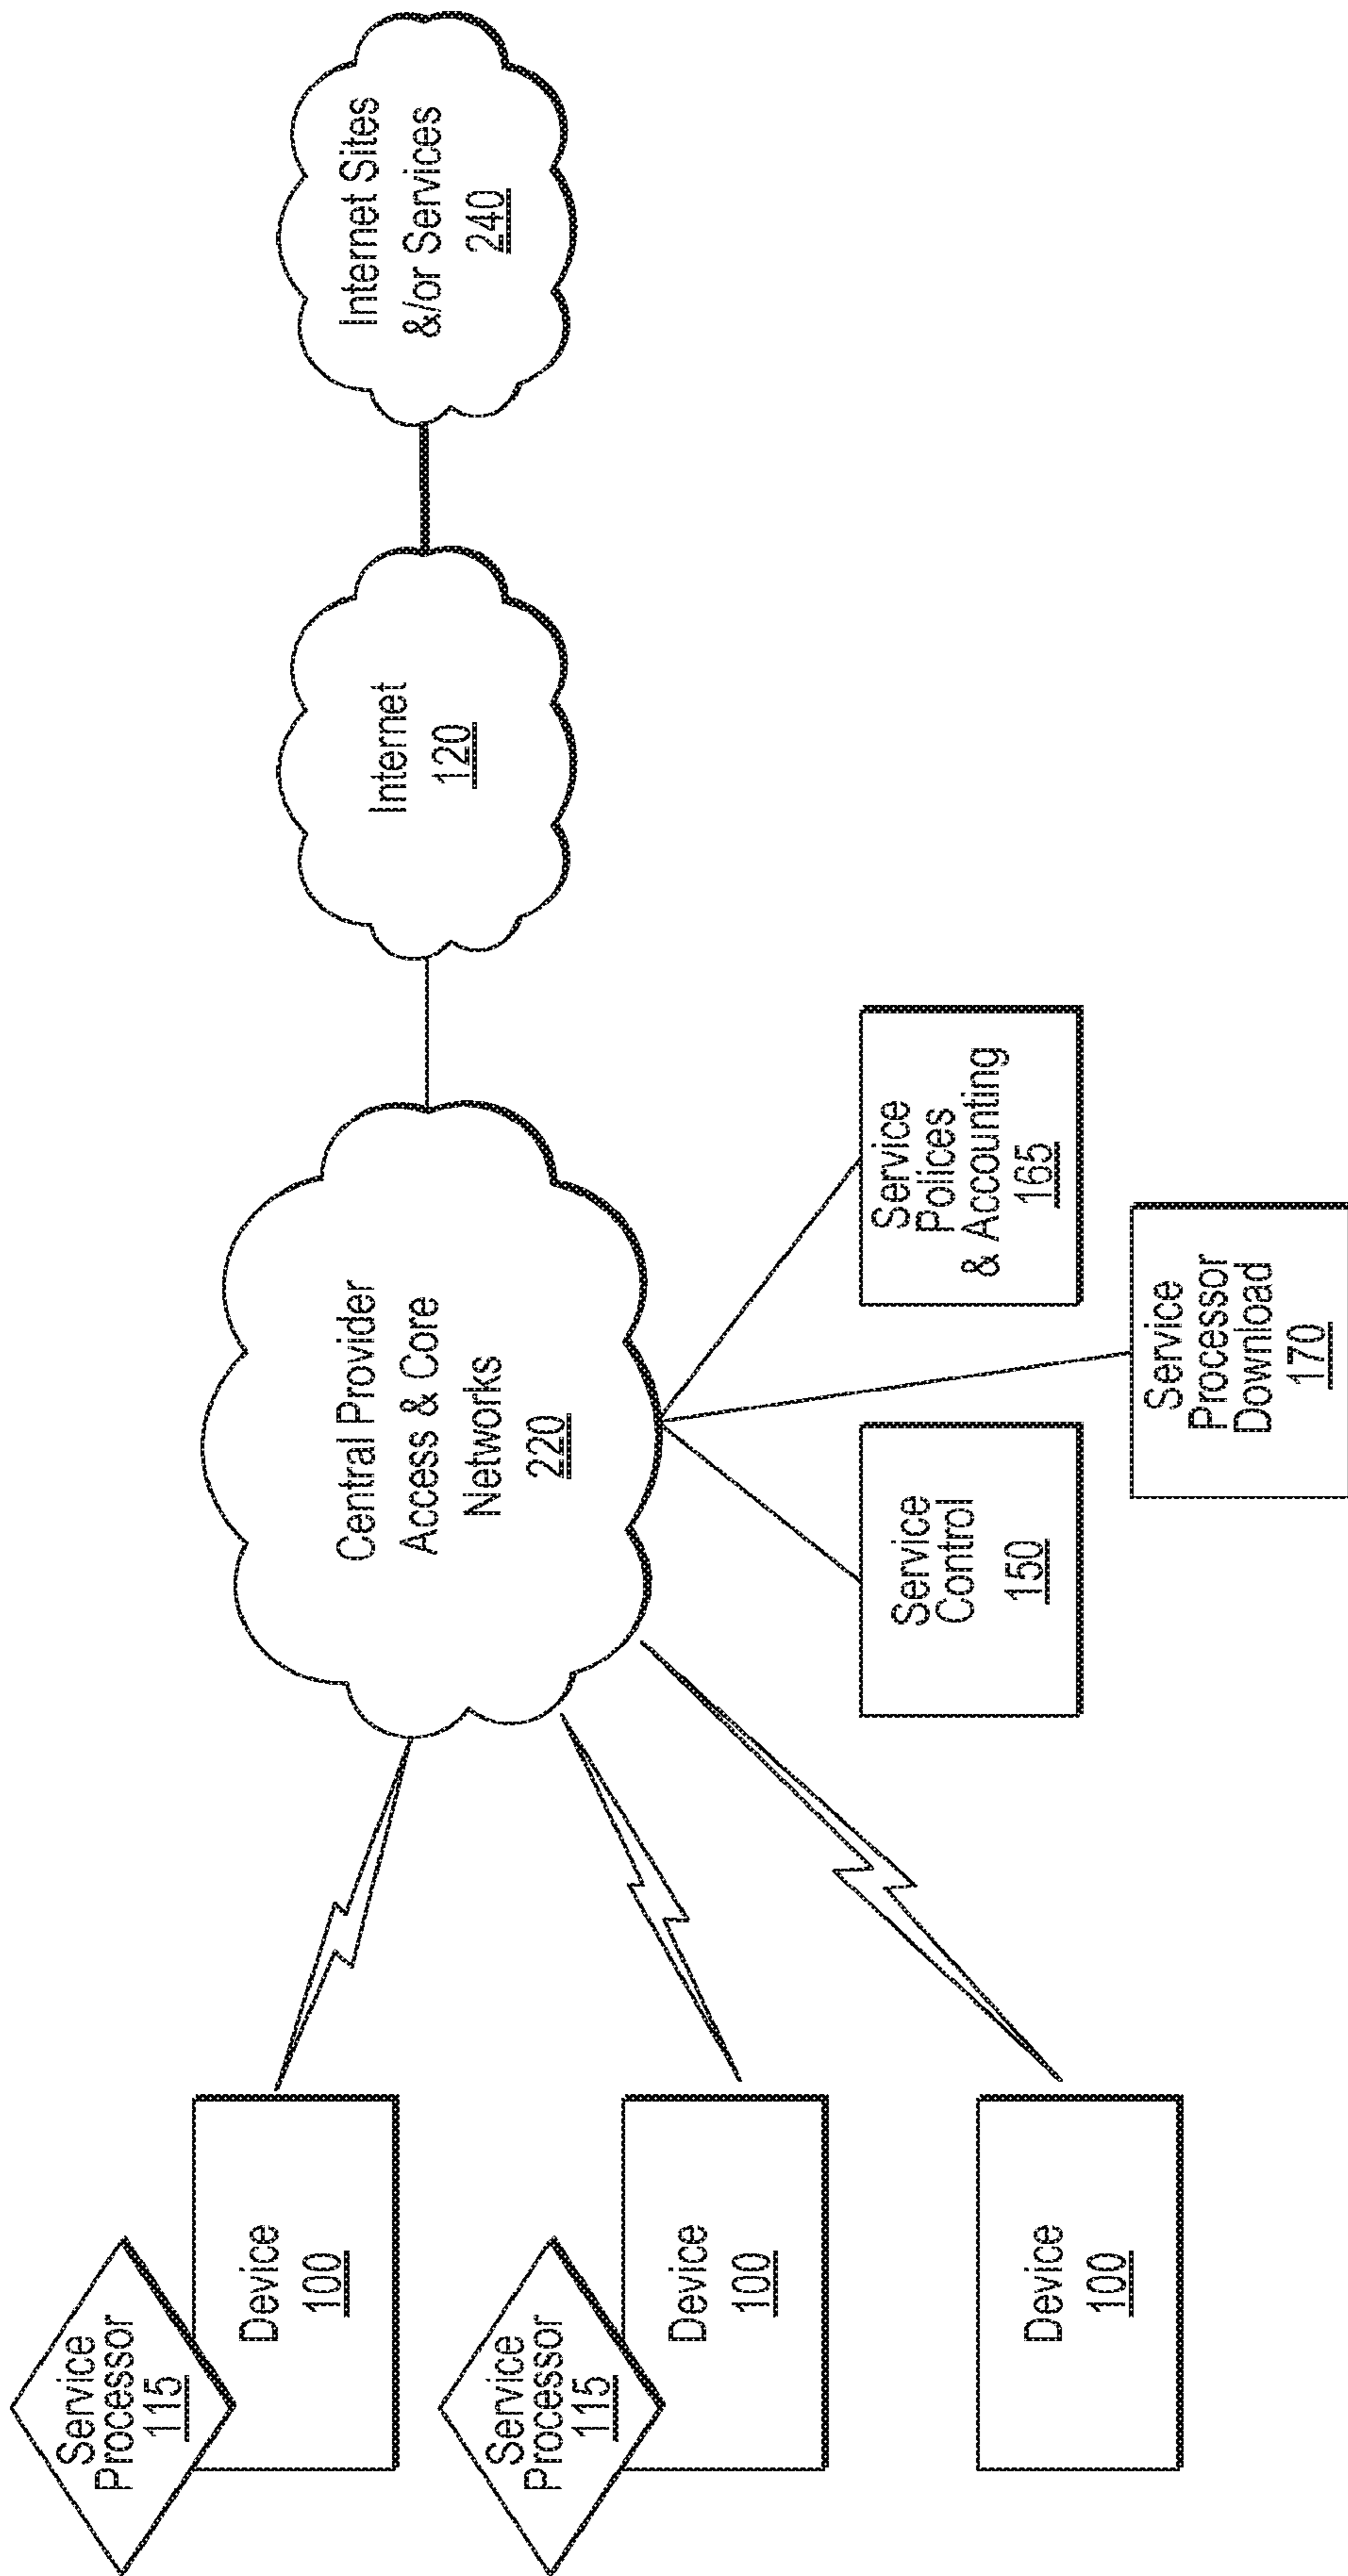 Service
Processor
115
Device
100
Service
Processor
115
Device
100
Device
100
Central Provider
Access & Core
Networks
220
Service
Control
150
Service
Processor
Download
170
Service
Polices
& Accounting
165
Internet
120
Internet Sites
&/or Services
240